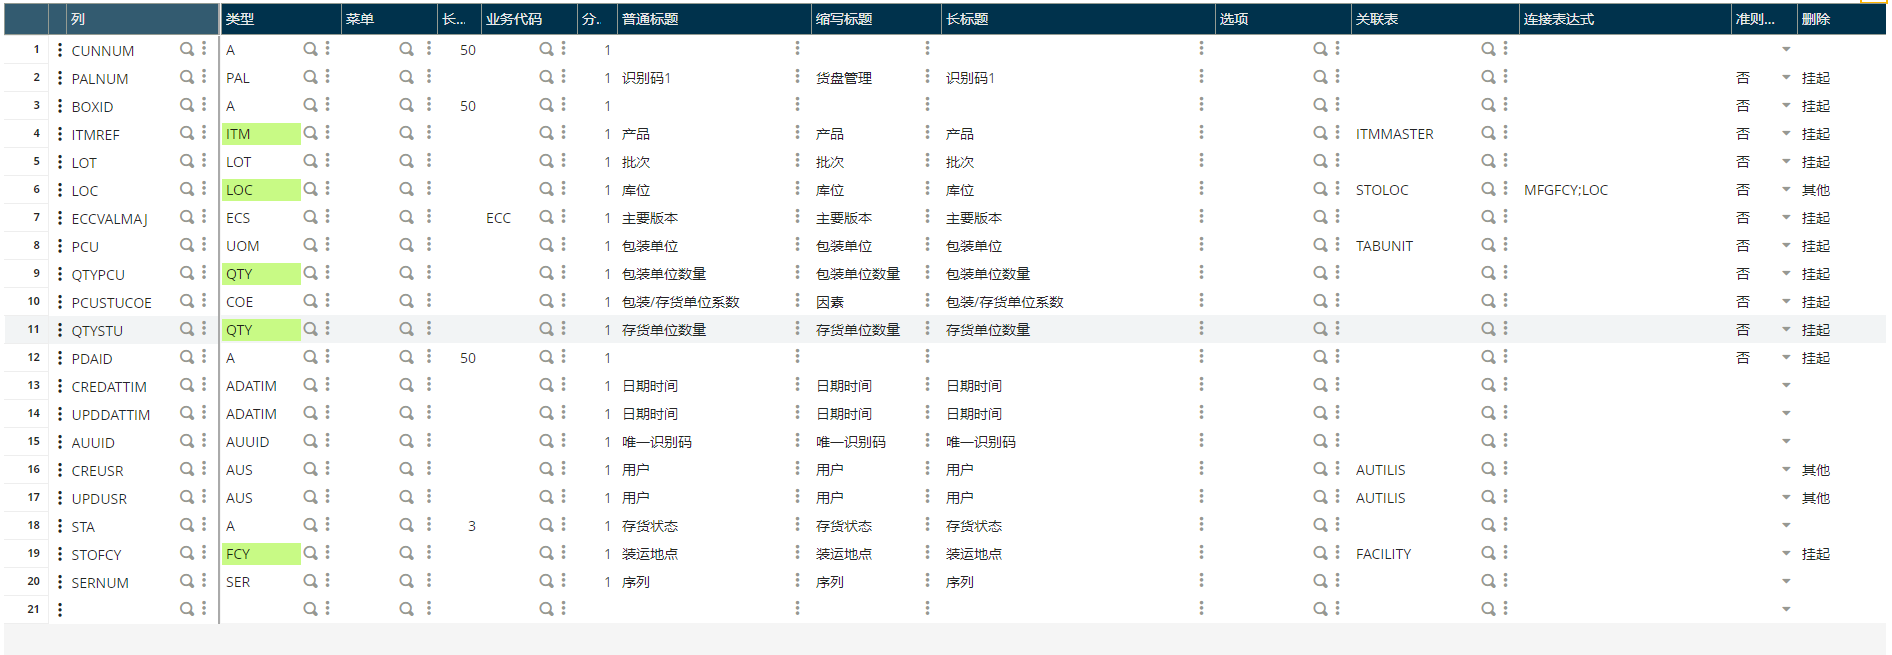 列 类型 菜单 长... 业务代码 分.. 普通标题 缩写标题 长标题 选项 关联表 连接表达式 准则... 删除
1 CUNNUM A 50 1
2 PALNUM PAL 1 识别码1 货盘管理 识别码1 否 挂起
3 BOXID A 50 1 否 挂起
4 ITMREF ITM 1 产品 产品 产品 ITMMASTER 否 挂起
5 LOT LOT 1 批次 批次 批次 否 挂起
6 LOC LOC 1 库位 库位 库位 STOLOC MFGFCY;LOC 否 其他
7 ECCVALMAJ ECS ECC 1 主要版本 主要版本 主要版本 否 挂起
8 PCU UOM 1 包装单位 包装单位 包装单位 TABUNIT 否 挂起
9 QTYPCU QTY 1 包装单位数量 包装单位数量 包装单位数量 否 挂起
10 PCUSTUCOE COE 1 包装/存货单位系数 因素 包装/存货单位系数 否 挂起
11 QTYSTU QTY 1 存货单位数量 存货单位数量 存货单位数量 否 挂起
12 PDAID A 50 1 否 挂起
13 CREDATTIM ADATIM 1 日期时间 日期时间 日期时间
14 UPDDATTIM ADATIM 1 日期时间 日期时间 日期时间
15 AUUID AUUID 1 唯一识别码 唯一识别码 唯一识别码
16 CREUSR AUS 1 用户 用户 用户 AUTILIS 其他
17 UPDUSR AUS 1 用户 用户 用户 AUTILIS 其他
18 STA A 3 1 存货状态 存货状态 存货状态
19 STOFCY FCY 1 装运地点 装运地点 装运地点 FACILITY 挂起
20 SERNUM SER 1 序列 序列 序列
21